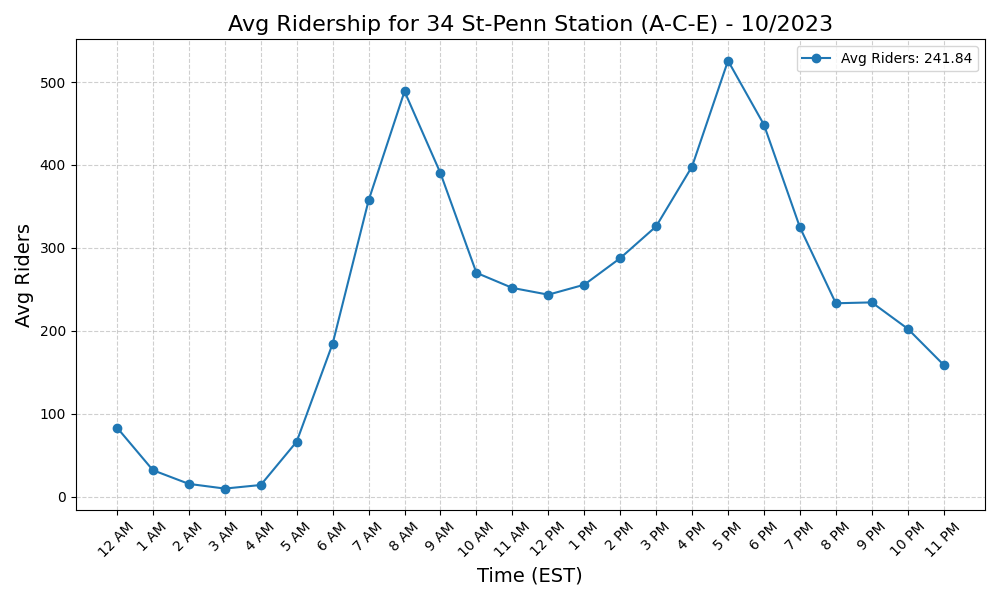 Avg Ridership for 34 St-Penn Station (A-C-E) - 10/2023
Avg Riders: 241.84
Avg Riders
500
400
300
200
100
0
12 AM
1 AM
2 AM
3 AM
4 AM
5 AM
6 AM
7 AM
8 AM
9 AM
10 AM
11 AM
12 PM
1 PM
2 PM
3 PM
4 PM
5 PM
6 PM
7 PM
8 PM
9 PM
10 PM
11 PM
Time (EST)